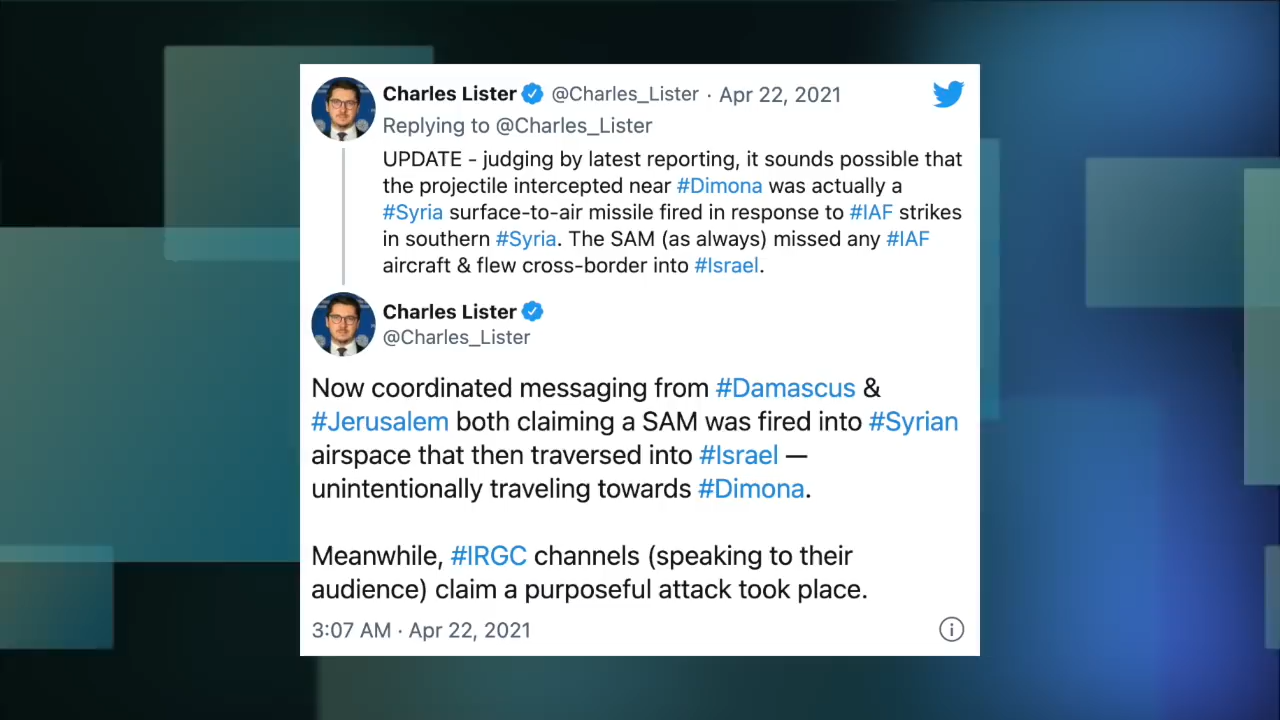 Charles Lister @Charles_Lister · Apr 22, 2021
Replying to @Charles_Lister
UPDATE - judging by latest reporting, it sounds possible that
the projectile intercepted near #Dimona was actually a
#Syria surface-to-air missile fired in response to #IAF strikes
in southern #Syria. The SAM (as always) missed any #IAF
aircraft & flew cross-border into #Israel.
Charles Lister
@Charles_Lister
Now coordinated messaging from #Damascus &
#Jerusalem both claiming a SAM was fired into #Syrian
airspace that then traversed into #Israel —
unintentionally traveling towards #Dimona.
Meanwhile, #IRGC channels (speaking to their
audience) claim a purposeful attack took place.
3:07 AM · Apr 22, 2021